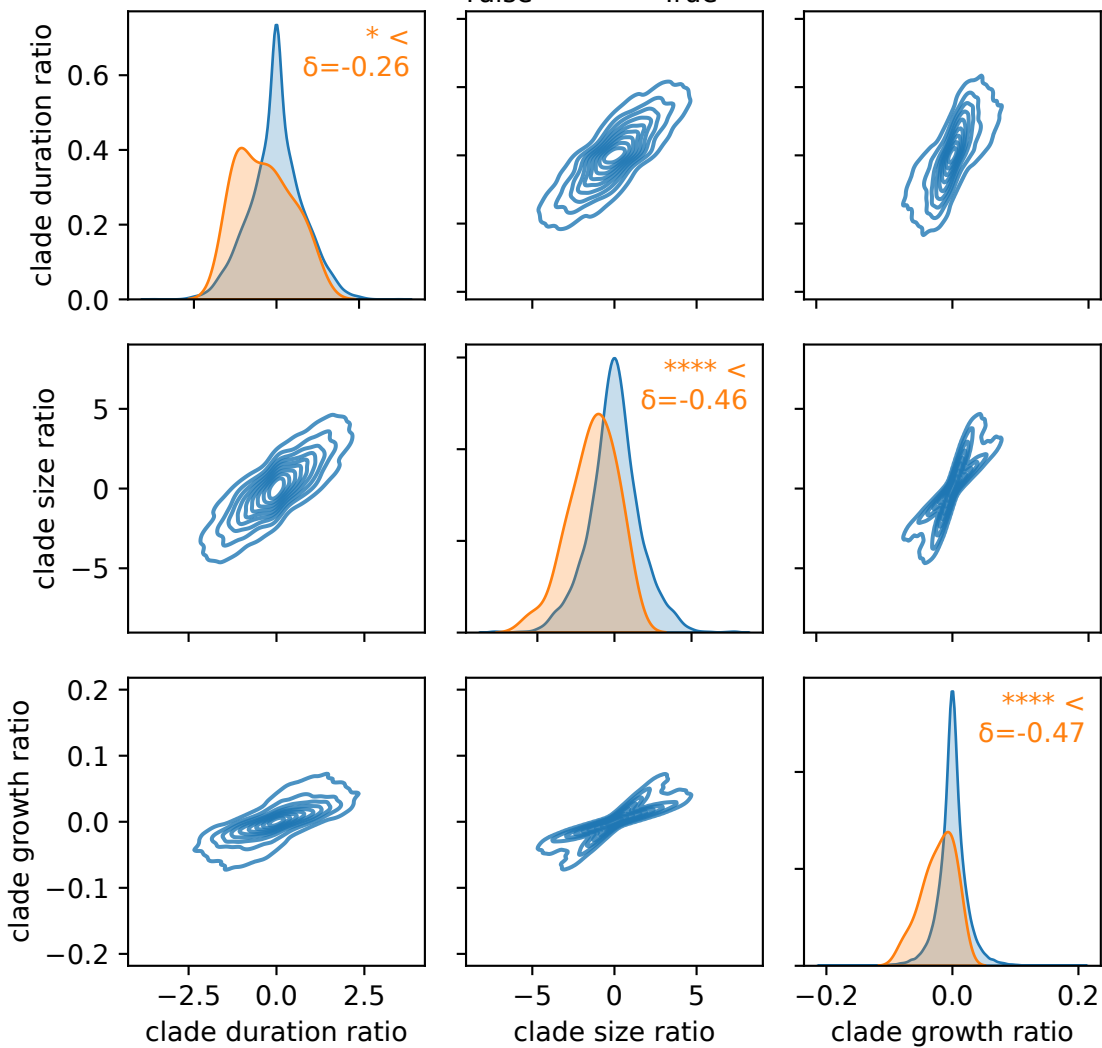 * <
δ=-0.26
clade duration ratio
0.6
0.4
0.2
0.0
**** <
δ=-0.46
clade size ratio
5
0
−5
**** <
δ=-0.47
clade growth ratio
0.2
0.1
0.0
−0.1
−0.2
−2.5 0.0 2.5
−5 0 5
−0.2 0.0 0.2
clade duration ratio
clade size ratio
clade growth ratio